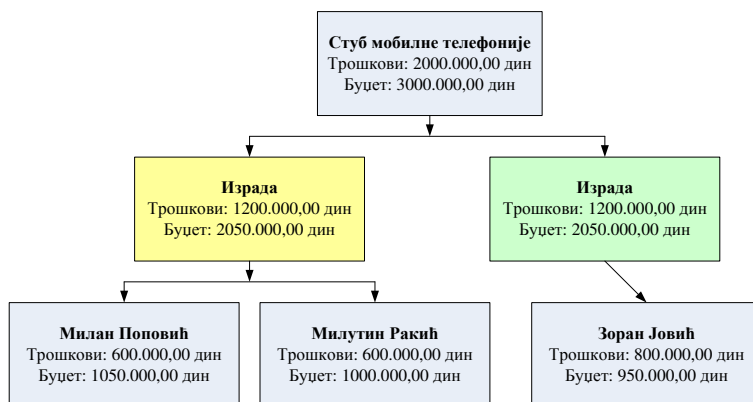 Стуб мобилне телефоније
Трошкови: 2000.000,00 дин
Буџет: 3000.000,00 дин
Израда
Трошкови: 1200.000,00 дин
Буџет: 2050.000,00 дин
Израда
Трошкови: 1200.000,00 дин
Буџет: 2050.000,00 дин
Милан Поповић
Трошкови: 600.000,00 дин
Буџет: 1050.000,00 дин
Милутин Ракић
Трошкови: 600.000,00 дин
Буџет: 1000.000,00 дин
Зоран Јовић
Трошкови: 800.000,00 дин
Буџет: 950.000,00 дин